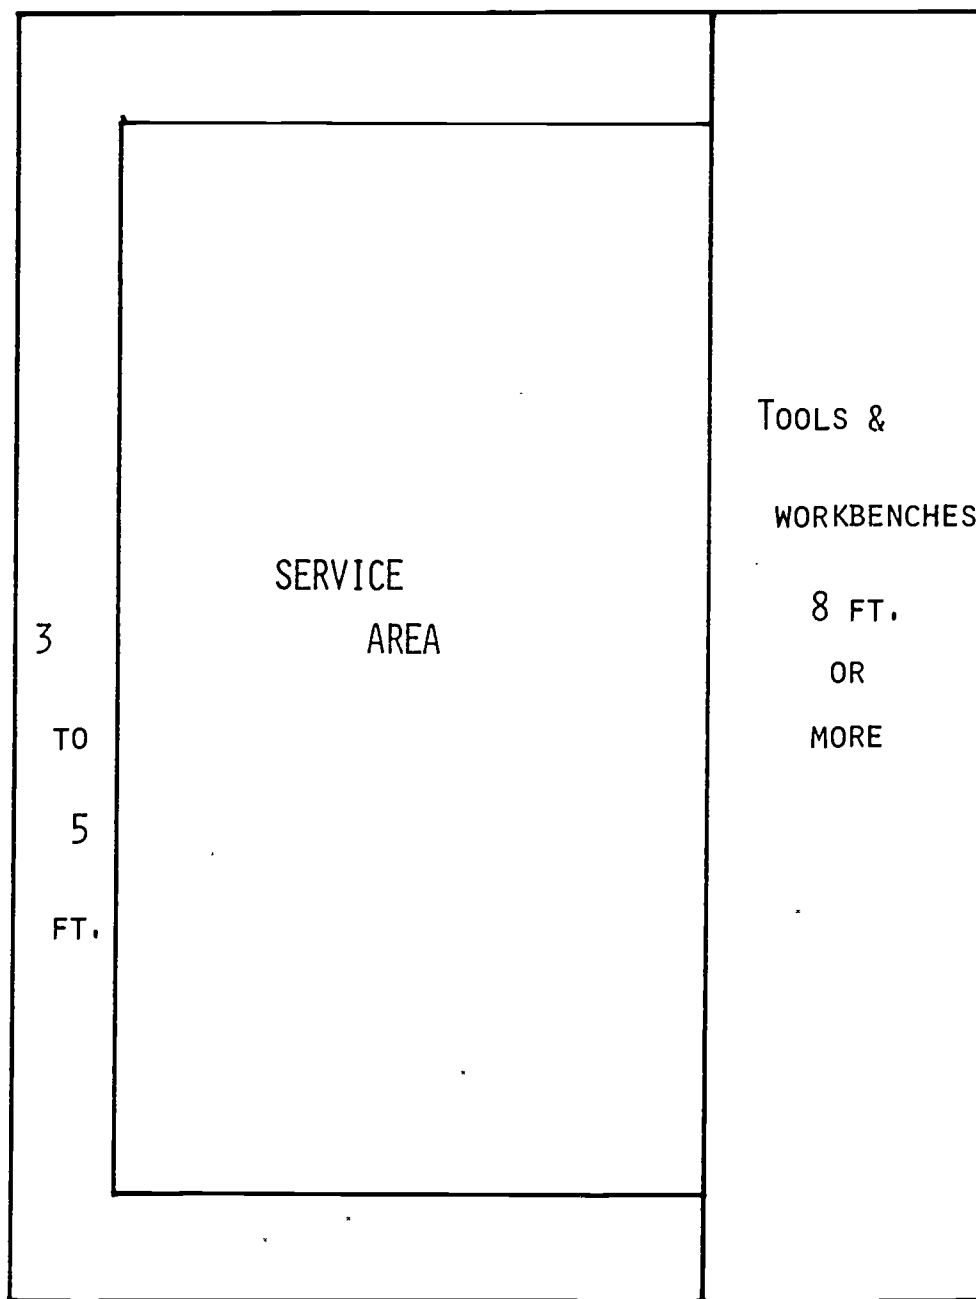 3
TO
5
FT.
SERVICE
AREA
TOOLS &
WORKBENCHES
8 FT.
OR
MORE